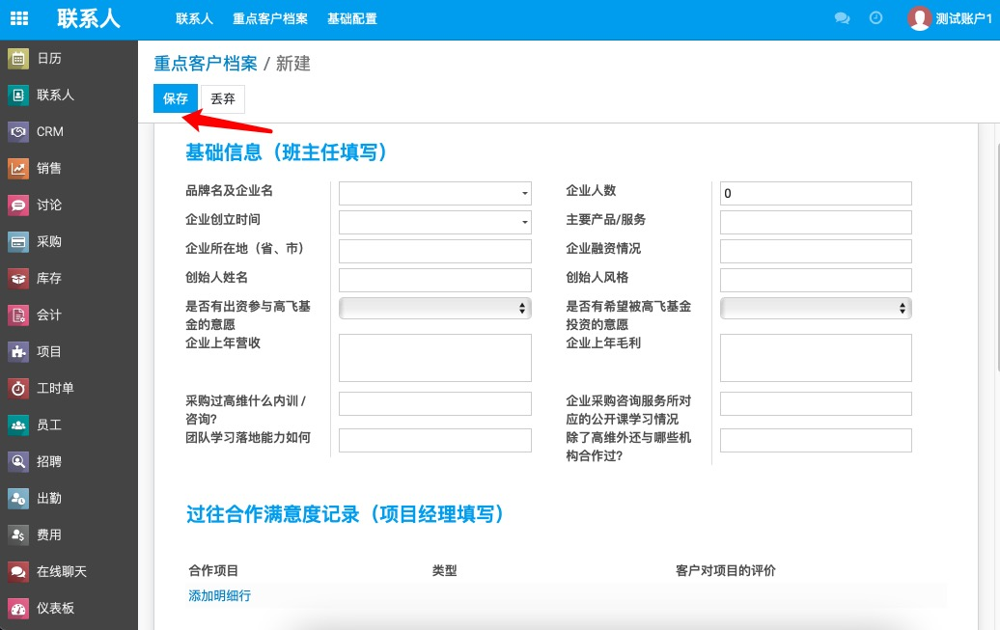 联系人 联系人 重点客户档案 基础配置 测试账户1
日历
联系人
CRM
销售
讨论
采购
库存
会计
项目
工时单
员工
招聘
出勤
费用
在线聊天
仪表板
重点客户档案 / 新建
保存 丢弃
基础信息（班主任填写）
品牌名及企业名 企业人数 0
企业创立时间 主要产品/服务
企业所在地（省、市） 企业融资情况
创始人姓名 创始人风格
是否有出资参与高飞基 是否有希望被高飞基金
金的意愿 投资的意愿
企业上年营收 企业上年毛利
采购过高维什么内训 / 企业采购咨询服务所对
咨询? 应的公开课学习情况
团队学习落地能力如何 除了高维外还与哪些机
构合作过?
过往合作满意度记录（项目经理填写）
合作项目 类型 客户对项目的评价
添加明细行